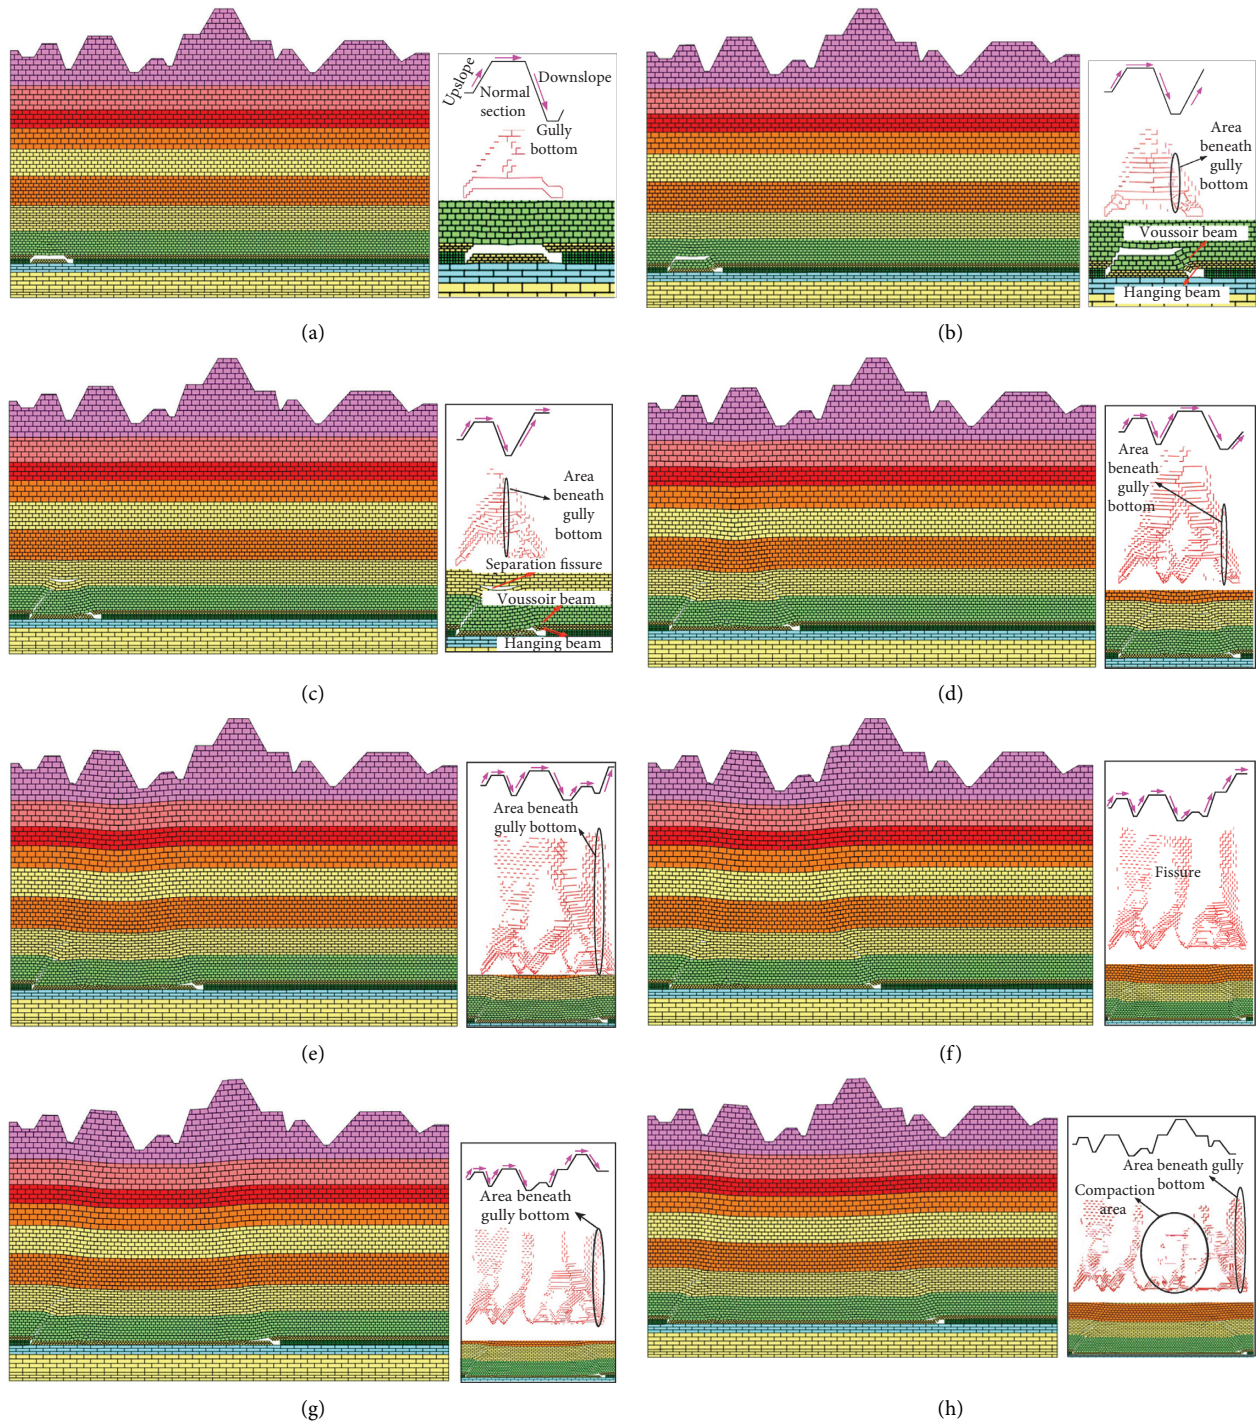 Upslope
Downslope
Normal
section
Gully
bottom
(a)
Area
beneath
gully
bottom
Voussoir beam
Hanging beam
(b)
Area
beneath
gully
bottom
Separation fissure
Voussoir beam
Hanging beam
(c)
Area
beneath
gully
bottom
(d)
Area beneath
gully bottom
(e)
Fissure
(f)
Area beneath
gully bottom
(g)
Area beneath gully
bottom
Compaction
area
(h)